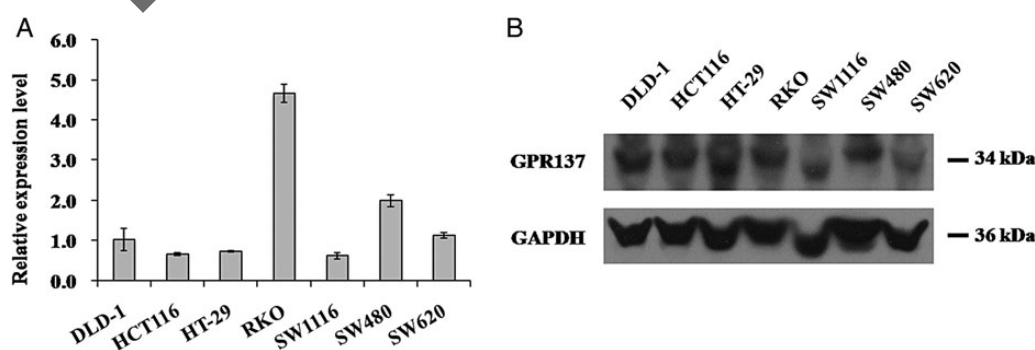 A
Relative expression level
6.0
5.0
4.0
3.0
2.0
1.0
0.0
DLD-1 HCT116 HT-29 RKO SW1116 SW480 SW620
B
DLD-1 HCT116 HT-29 RKO SW1116 SW480 SW620
GPR137 34 kDa
GAPDH 36 kDa